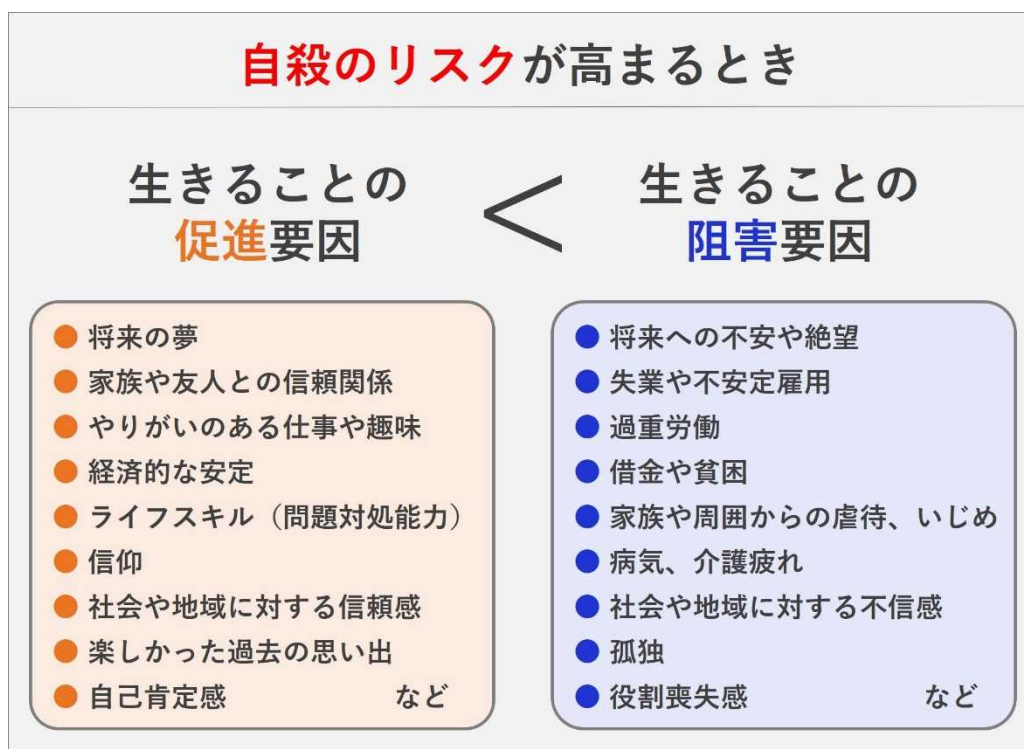 自殺のリスクが高まるとき
生きることの
促進要因
<
生きることの
阻害要因
● 将来の夢
● 家族や友人との信頼関係
● やりがいのある仕事や趣味
● 経済的な安定
● ライフスキル（問題対処能力）
● 信仰
● 社会や地域に対する信頼感
● 楽しかった過去の思い出
● 自己肯定感 など
● 将来への不安や絶望
● 失業や不安定雇用
● 過重労働
● 借金や貧困
● 家族や周囲からの虐待、いじめ
● 病気、介護疲れ
● 社会や地域に対する不信感
● 孤独
● 役割喪失感 など